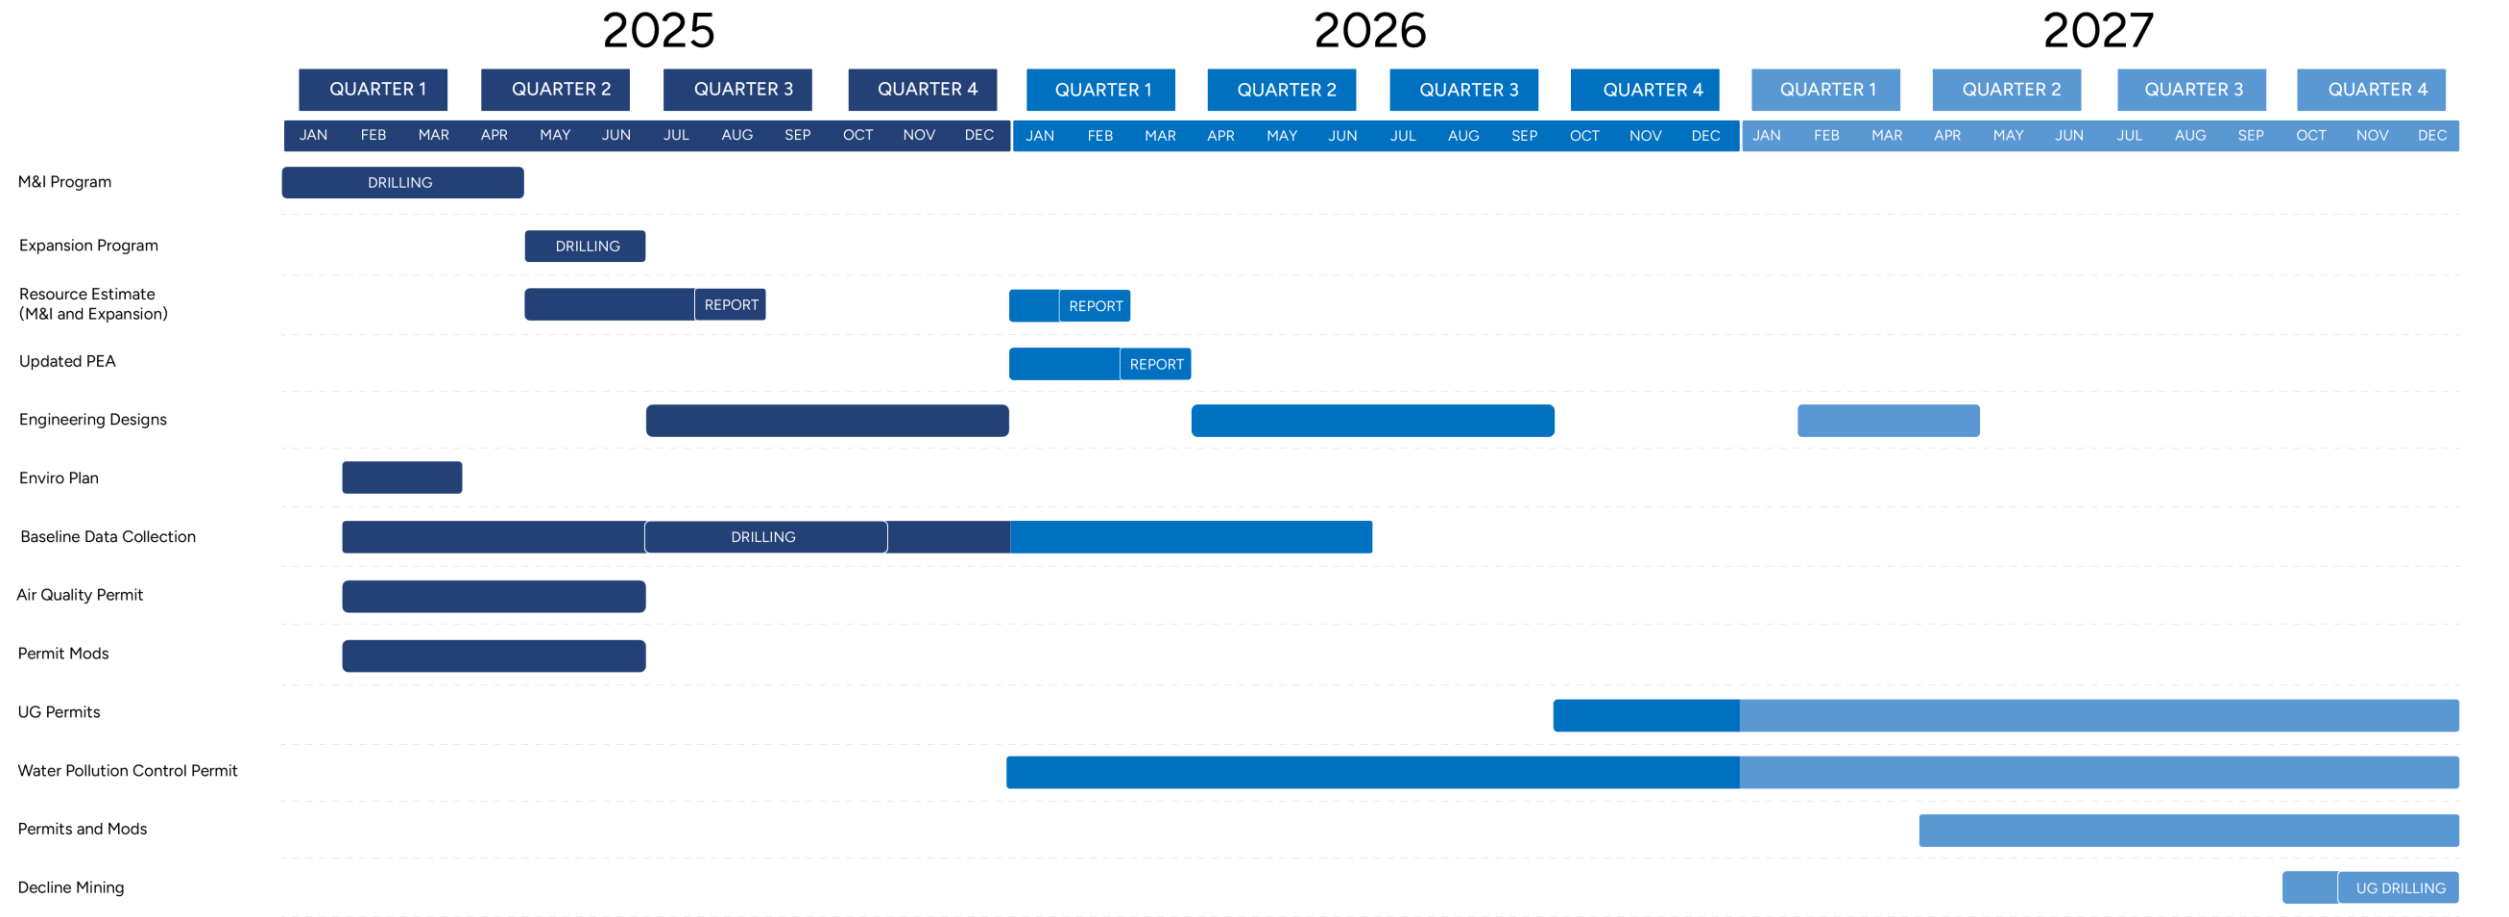 2025 2026 2027
QUARTER 1 QUARTER 2 QUARTER 3 QUARTER 4 QUARTER 1 QUARTER 2 QUARTER 3 QUARTER 4 QUARTER 1 QUARTER 2 QUARTER 3 QUARTER 4
JAN FEB MAR APR MAY JUN JUL AUG SEP OCT NOV DEC JAN FEB MAR APR MAY JUN JUL AUG SEP OCT NOV DEC JAN FEB MAR APR MAY JUN JUL AUG SEP OCT NOV DEC
M&I Program DRILLING
Expansion Program DRILLING
Resource Estimate
(M&I and Expansion) REPORT REPORT
Updated PEA REPORT
Engineering Designs
Enviro Plan
Baseline Data Collection DRILLING
Air Quality Permit
Permit Mods
UG Permits
Water Pollution Control Permit
Permits and Mods
Decline Mining UG DRILLING